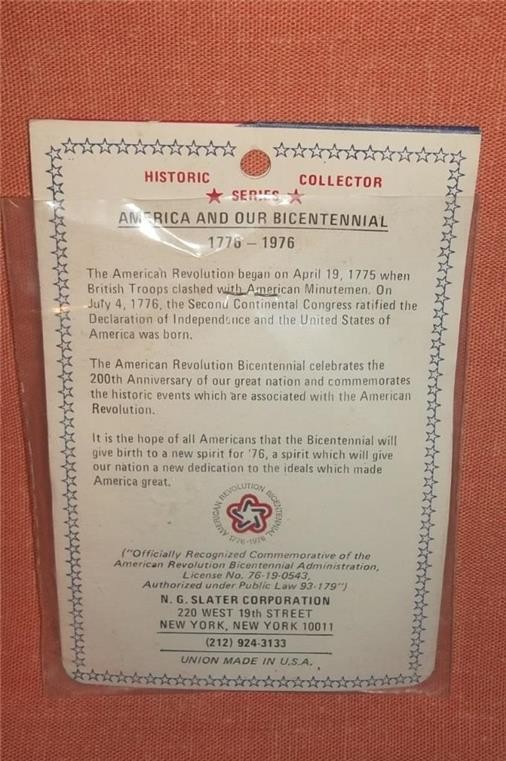 HISTORIC COLLECTOR
SERIES
AMERICA AND OUR BICENTENNIAL
1776 – 1976
The American Revolution began on April 19, 1775 when
British Troops clashed with American Minutemen. On
July 4, 1776, the Second Continental Congress ratified the
Declaration of Independence and the United States of
America was born.
The American Revolution Bicentennial celebrates the
200th Anniversary of our great nation and commemorates
the historic events which are associated with the American
Revolution.
It is the hope of all Americans that the Bicentennial will
give birth to a new spirit for '76, a spirit which will give
our nation a new dedication to the ideals which made
America great.
AMERICAN REVOLUTION BICENTENNIAL
1776-1976
("Officially Recognized Commemorative of the
American Revolution Bicentennial Administration,
License No. 76-19-0543,
Authorized under Public Law 93-179")
N. G. SLATER CORPORATION
220 WEST 19th STREET
NEW YORK, NEW YORK 10011
(212) 924-3133
UNION MADE IN U.S.A.